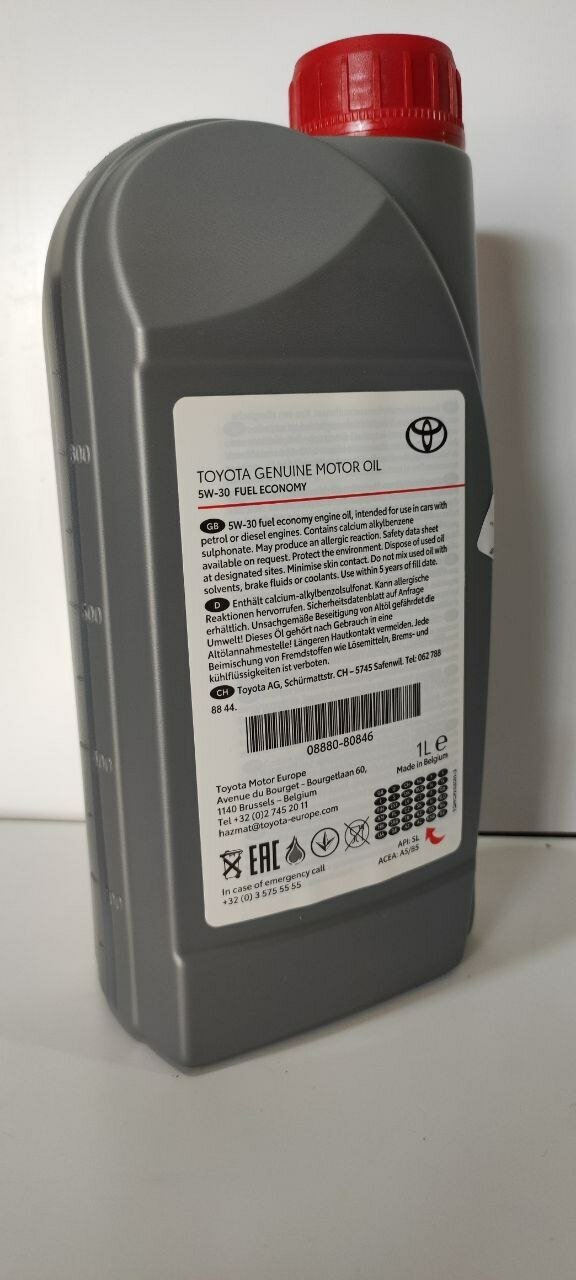 TOYOTA GENUINE MOTOR OIL
5W-30 FUEL ECONOMY
GB 5W-30 fuel economy engine oil, intended for use in cars with
petrol or diesel engines. Contains calcium alkylbenzene
sulphonate. May produce an allergic reaction. Safety data sheet
available on request. Protect the environment. Dispose of used oil
at designated sites. Minimise skin contact. Do not mix used oil with
solvents, brake fluids or coolants. Use within 5 years of fill date.
D Enthält calcium-alkylbenzolsulfonat. Kann allergische
Reaktionen hervorrufen. Sicherheitsdatenblatt auf Anfrage
erhältlich. Unsachgemäße Beseitigung von Altöl gefährdet die
Umwelt! Dieses Öl gehört nach Gebrauch in eine
Altölannahmestelle! Längeren Hautkontakt vermeiden. Jede
Beimischung von Fremdstoffen wie Lösemitteln, Brems- und
kühlflüssigkeiten ist verboten.
CH Toyota AG, Schürmattstr. CH – 5745 Safenwil. Tel: 062 788
88 44.
08880-80846
1L e
Made in Belgium
Toyota Motor Europe
Avenue du Bourget - Bourgetlaan 60,
1140 Brussels – Belgium
Tel +32 (0)2 745 20 11
hazmat@toyota-europe.com
EAC
API: SL
ACEA: A5/B5
In case of emergency call
+32 (0) 3 575 55 55